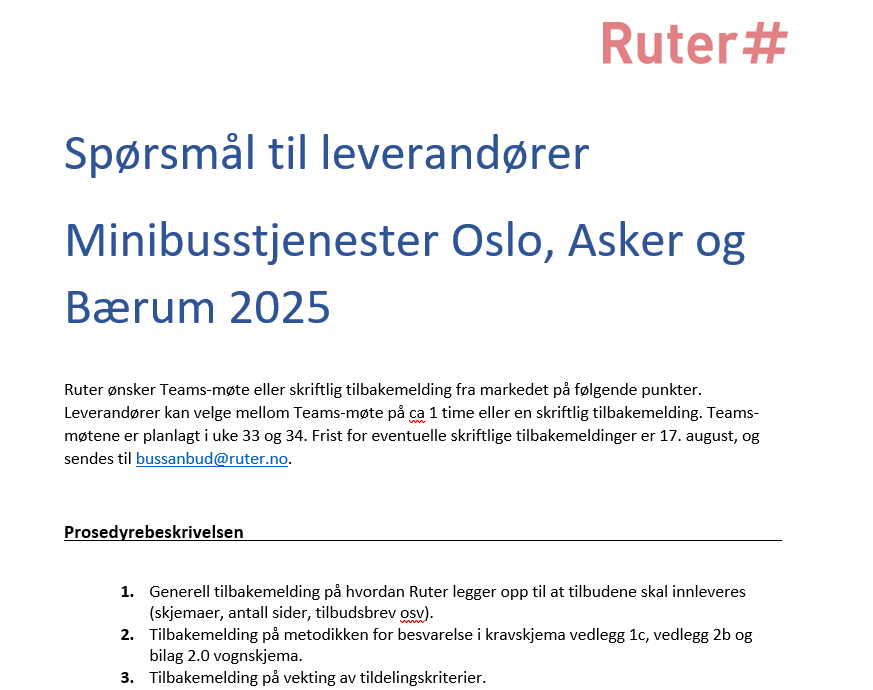 Ruter#
Spørsmål til leverandører
Minibusstjenester Oslo, Asker og
Bærum 2025
Ruter ønsker Teams-møte eller skriftlig tilbakemelding fra markedet på følgende punkter.
Leverandører kan velge mellom Teams-møte på ca 1 time eller en skriftlig tilbakemelding. Teams-
møtene er planlagt i uke 33 og 34. Frist for eventuelle skriftlige tilbakemeldinger er 17. august, og
sendes til bussanbud@ruter.no.
Prosedyrebeskrivelsen
1. Generell tilbakemelding på hvordan Ruter legger opp til at tilbudene skal innleveres
(skjemaer, antall sider, tilbudsbrev osv).
2. Tilbakemelding på metodikken for besvarelse i kravskjema vedlegg 1c, vedlegg 2b og
bilag 2.0 vognskjema.
3. Tilbakemelding på vekting av tildelingskriterier.